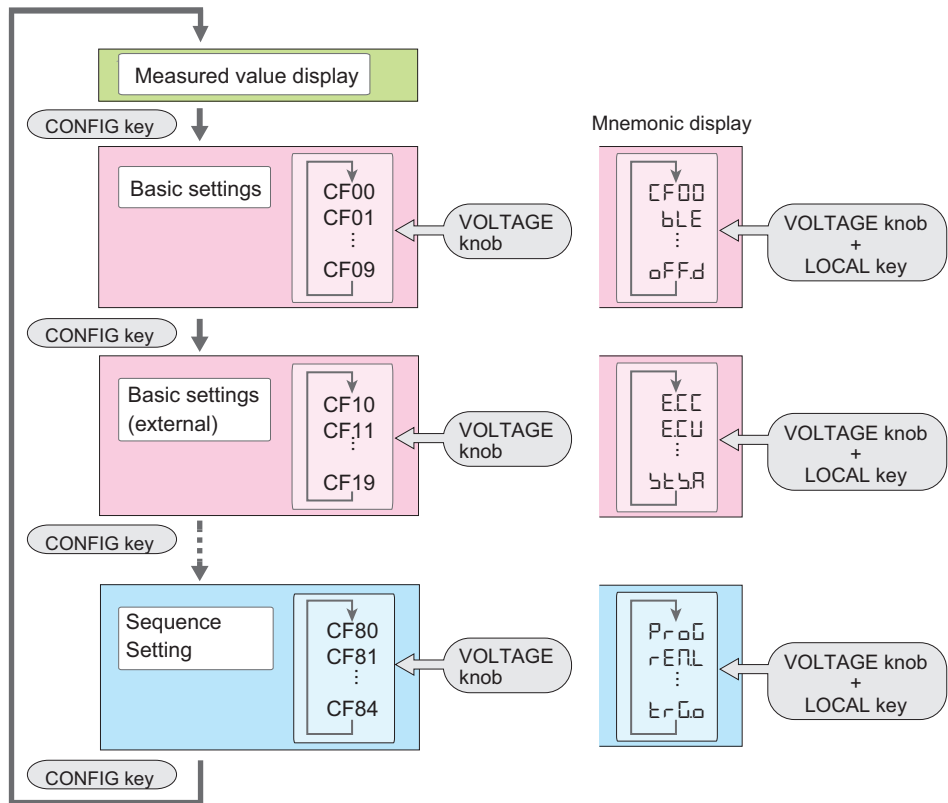 Measured value display
CONFIG key
Mnemonic display
Basic settings
CF00
CF01
⋮
CF09
VOLTAGE
knob
CF00
bLE
⋮
oFF.d
VOLTAGE knob
+
LOCAL key
CONFIG key
Basic settings
(external)
CF10
CF11
⋮
CF19
VOLTAGE
knob
E.CC
E.CU
⋮
StS.A
VOLTAGE knob
+
LOCAL key
CONFIG key
Sequence
Setting
CF80
CF81
⋮
CF84
VOLTAGE
knob
ProG
rEM.L
⋮
trG.o
VOLTAGE knob
+
LOCAL key
CONFIG key